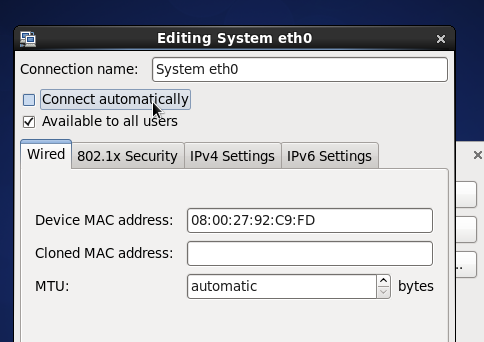 Editing System eth0
Connection name: System eth0
Connect automatically
Available to all users
Wired 802.1x Security IPv4 Settings IPv6 Settings
Device MAC address: 08:00:27:92:C9:FD
Cloned MAC address:
MTU: automatic bytes
..